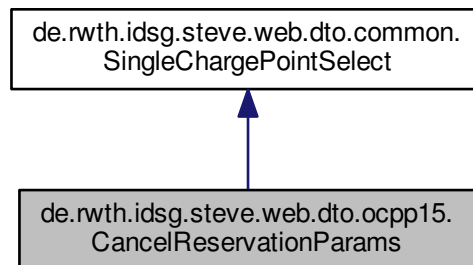 de.rwth.idsg.steve.web.dto.common.
SingleChargePointSelect
de.rwth.idsg.steve.web.dto.ocpp15.
CancelReservationParams